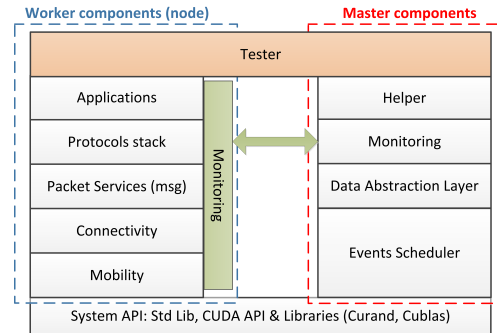 Worker components (node)
Master components
Tester
Applications
Protocols stack
Packet Services (msg)
Connectivity
Mobility
Monitoring
Helper
Monitoring
Data Abstraction Layer
Events Scheduler
System API: Std Lib, CUDA API & Libraries (Curand, Cublas)